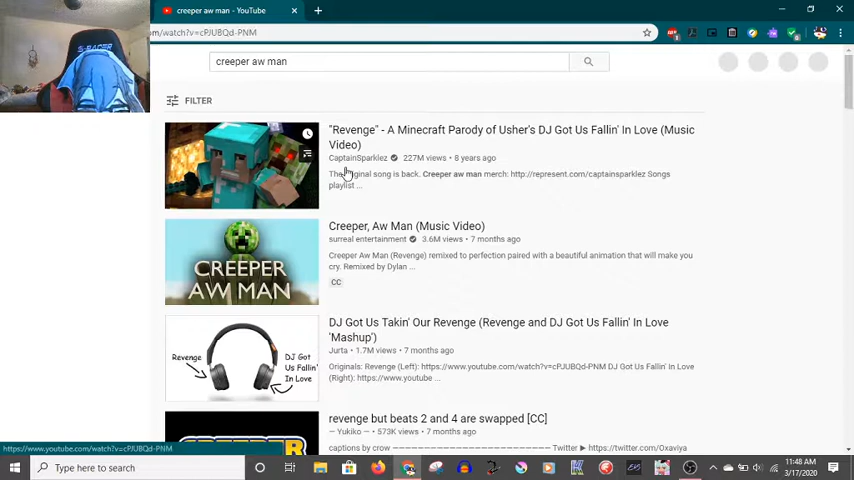 creeper aw man - YouTube
com/watch?v=cPJUBQd-PNM
creeper aw man
FILTER
"Revenge" - A Minecraft Parody of Usher's DJ Got Us Fallin' In Love (Music
Video)
CaptainSparklez 227M views • 8 years ago
The original song is back. Creeper aw man merch: http://represent.com/captainsparklez Songs
playlist ...
CREEPER
AW MAN
Creeper, Aw Man (Music Video)
surreal entertainment 3.6M views • 7 months ago
Creeper Aw Man (Revenge) remixed to perfection paired with a beautiful animation that will make you
cry. Remixed by Dylan ...
CC
Revenge
DJ Got
Us Fallin'
In Love
DJ Got Us Takin' Our Revenge (Revenge and DJ Got Us Fallin' In Love
'Mashup')
Jurta • 1.7M views • 7 months ago
Originals: Revenge (Left): https://www.youtube.com/watch?v=cPJUBQd-PNM DJ Got Us Fallin' In Love
(Right): https://www.youtube ...
revenge but beats 2 and 4 are swapped [CC]
— Yukiko — • 573K views • 7 months ago
captions by crow ———————————————— Twitter ► https://twitter.com/Oxaviya
https://www.youtube.com/watch?v=cPJUBQd-PNM
Type here to search
11:48 AM
3/17/2020